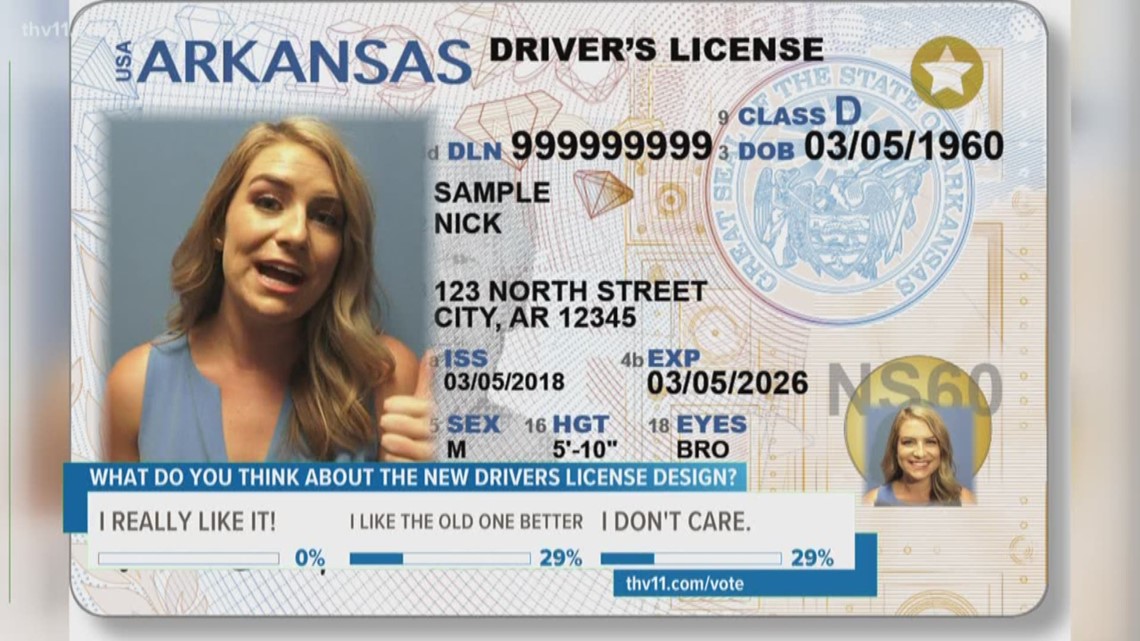 thv11.com
USA
ARKANSAS
DRIVER'S LICENSE
9 CLASS D
d DLN 999999999
3 DOB 03/05/1960
GREAT SEAL OF THE STATE OF ARKANSAS
SAMPLE
NICK
123 NORTH STREET
CITY, AR 12345
a ISS
4b EXP
03/05/2018
03/05/2026
NS60
5 SEX 16 HGT 18 EYES
M 5'-10" BRO
WHAT DO YOU THINK ABOUT THE NEW DRIVERS LICENSE DESIGN?
I REALLY LIKE IT! I LIKE THE OLD ONE BETTER I DON'T CARE.
0% 29% 29%
thv11.com/vote